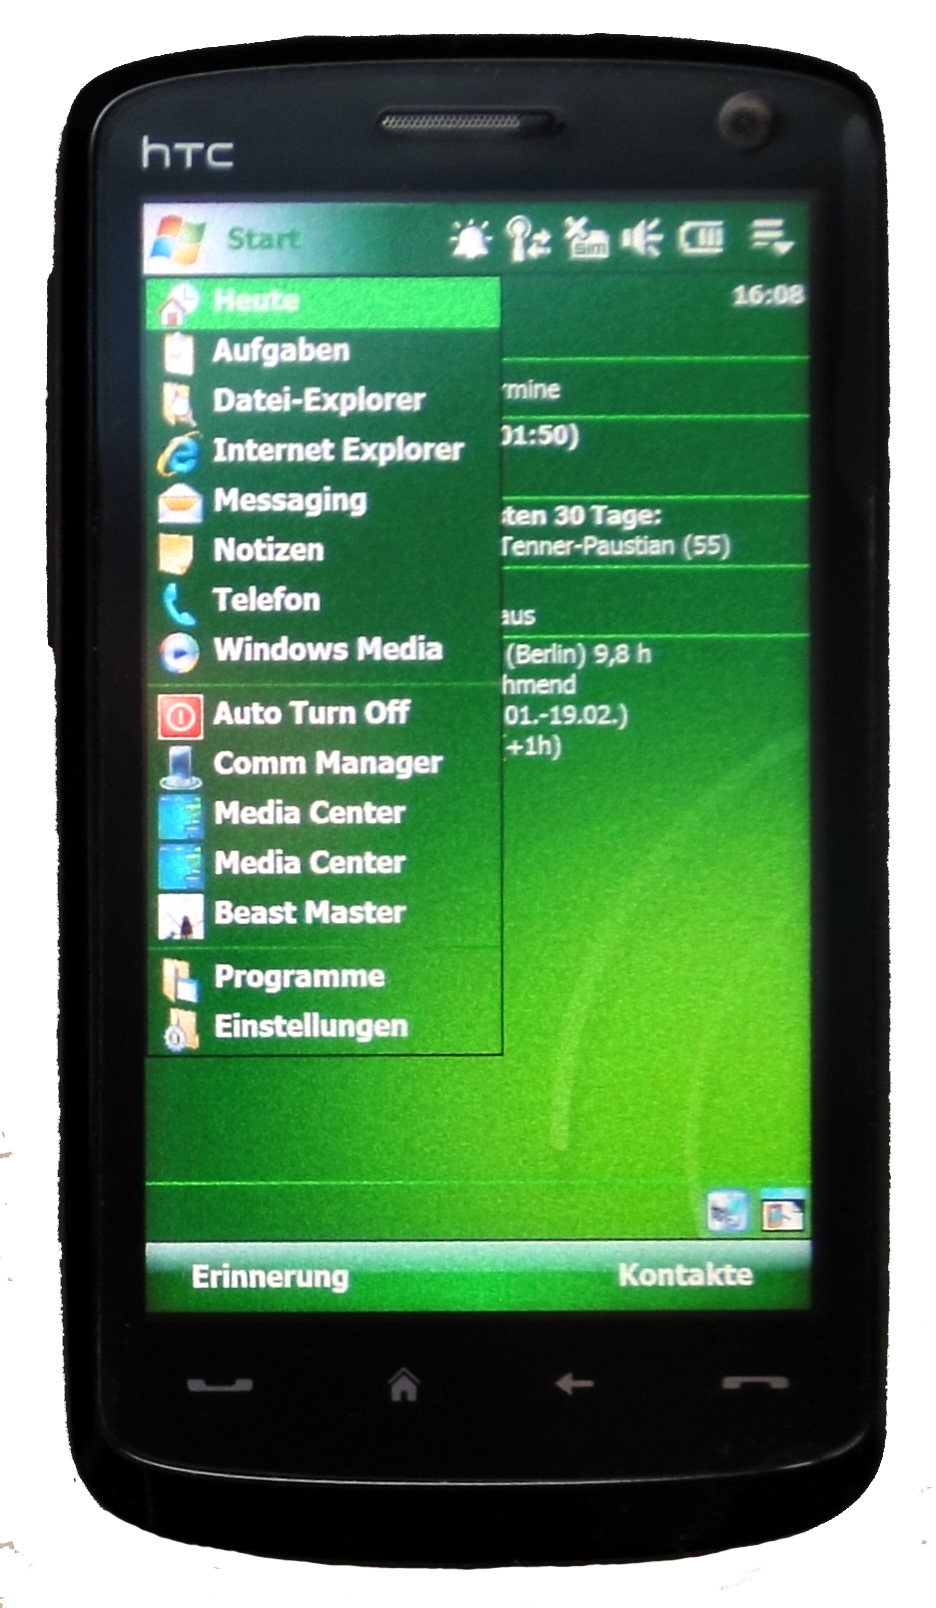 hTC
Start
sim
16:08
Heute
Aufgaben
rmine
Datei-Explorer
01:50)
Internet Explorer
Messaging
sten 30 Tage:
Notizen
Tenner-Paustian (55)
Telefon
aus
Windows Media
(Berlin) 9,8 h
hmend
Auto Turn Off
01.-19.02.)
(+1h)
Comm Manager
Media Center
Media Center
Beast Master
Programme
Einstellungen
Erinnerung
Kontakte